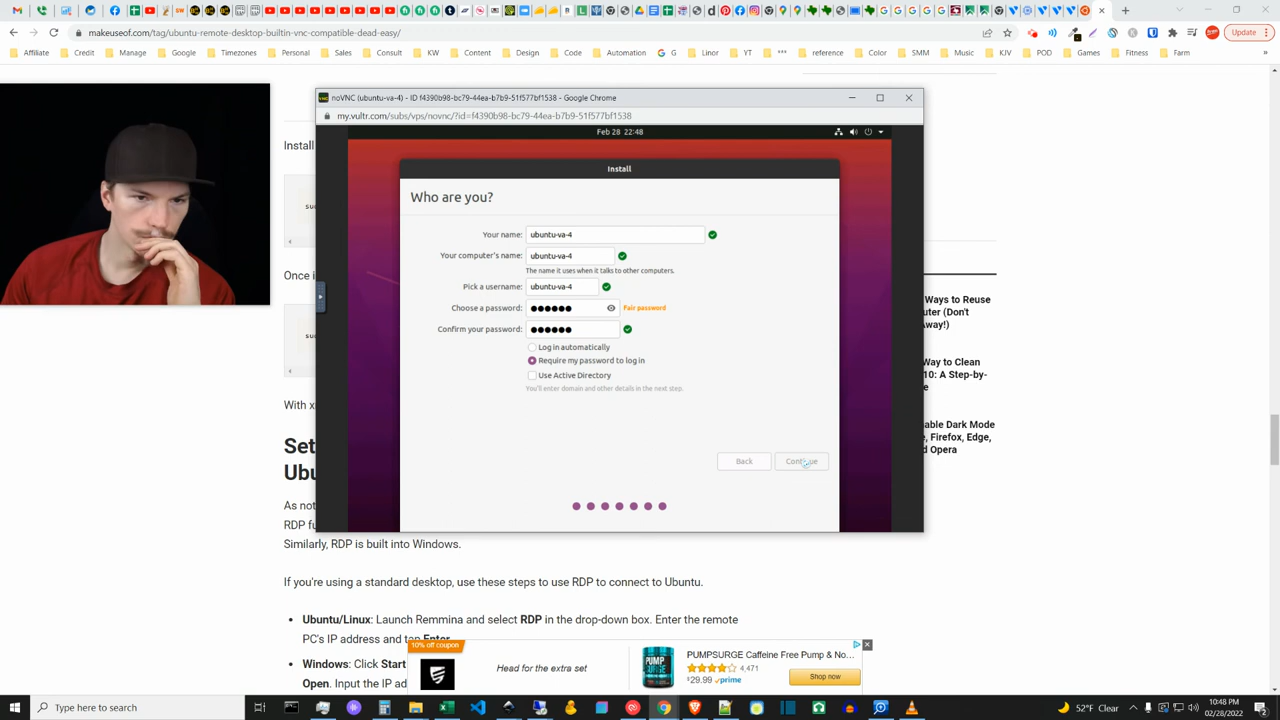 makeuseof.com/tag/ubuntu-remote-desktop-builtin-vnc-compatible-dead-easy/
Update
Affiliate
Credit
Manage
Google
Timezones
Personal
Sales
Consult
KW
Content
Design
Code
Automation
G
Linor
YT
***
reference
Color
SMM
Music
KJV
POD
Games
Fitness
Farm
»
noVNC (ubuntu-va-4) - ID f4390b98-bc79-44ea-b7b9-51f577bf1538 - Google Chrome
my.vultr.com/subs/vps/novnc/?id=f4390b98-bc79-44ea-b7b9-51f577bf1538
Feb 28 22:48
Install
Install
Who are you?
Your name: ubuntu-va-4
Your computer's name: ubuntu-va-4
The name it uses when it talks to other computers.
Pick a username: ubuntu-va-4
Choose a password: ●●●●●● Fair password
Confirm your password: ●●●●●●
Log in automatically
Require my password to log in
Use Active Directory
You'll enter domain and other details in the next step.
Back
Continue
Once i
With x
Set
Ubu
As not
RDP fu
Similarly, RDP is built into Windows.
If you're using a standard desktop, use these steps to use RDP to connect to Ubuntu.
Ubuntu/Linux: Launch Remmina and select RDP in the drop-down box. Enter the remote
PC's IP address and tap Enter.
Windows: Click Start
Open. Input the IP ad
Ways to Reuse
uter (Don't
Away!)
Way to Clean
10: A Step-by-
e
able Dark Mode
e, Firefox, Edge,
d Opera
10% off coupon
Head for the extra set
PUMPSURGE Caffeine Free Pump & No...
4,471
$29.99 prime
Shop now
Type here to search
52°F Clear
10:48 PM
02/28/2022
2